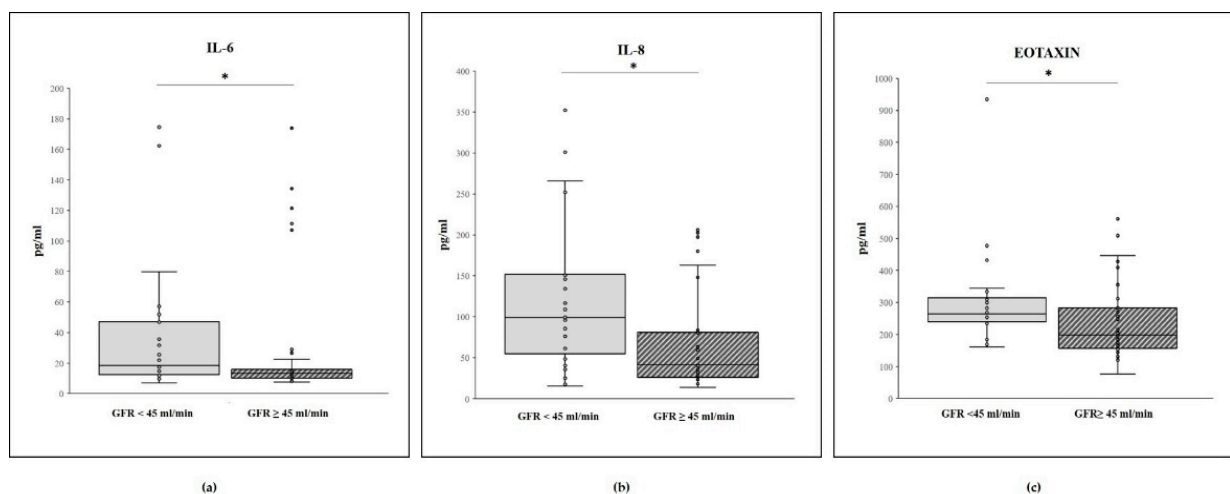 IL-6
*
200
180
160
140
120
100
80
60
40
20
0
pg/ml
GFR < 45 ml/min GFR ≥ 45 ml/min
(a)
IL-8
*
400
350
300
250
200
150
100
50
0
pg/ml
GFR < 45 ml/min GFR ≥ 45 ml/min
(b)
EOTAXIN
*
1000
900
800
700
600
500
400
300
200
100
0
pg/ml
GFR <45 ml/min GFR≥ 45 ml/min
(c)